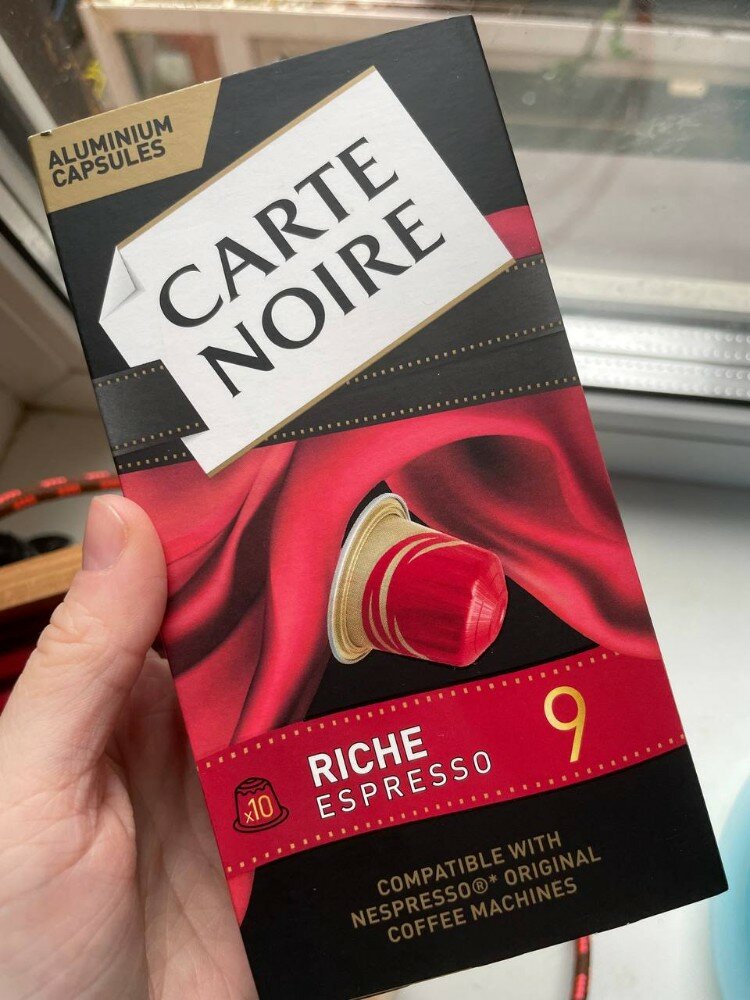 ALUMINIUM
CAPSULES
CARTE
NOIRE
RICHE
ESPRESSO
9
x10
COMPATIBLE WITH
NESPRESSO®* ORIGINAL
COFFEE MACHINES